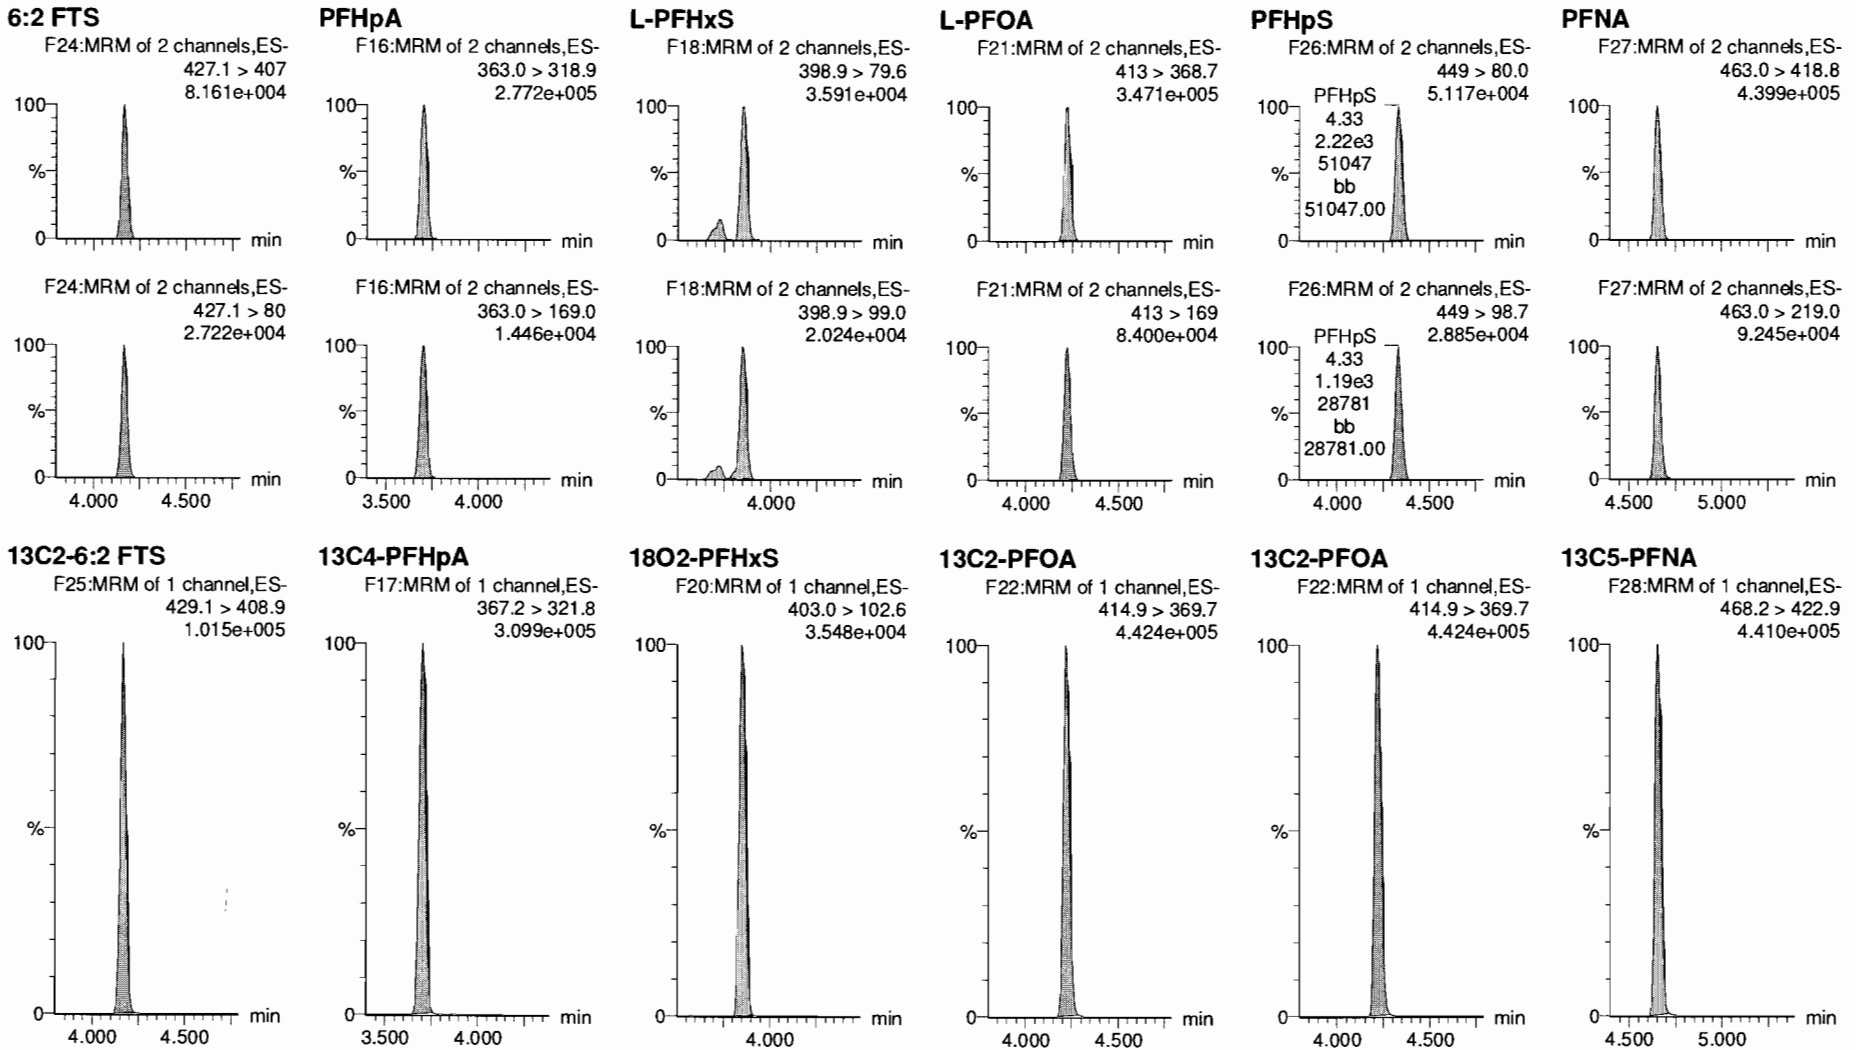 6:2 FTS
F24:MRM of 2 channels,ES-
427.1 > 407
8.161e+004
100
%
0
min
F24:MRM of 2 channels,ES-
427.1 > 80
2.722e+004
100
%
0
min
4.000 4.500
PFHpA
F16:MRM of 2 channels,ES-
363.0 > 318.9
2.772e+005
100
%
0
min
F16:MRM of 2 channels,ES-
363.0 > 169.0
1.446e+004
100
%
0
min
3.500 4.000
L-PFHxS
F18:MRM of 2 channels,ES-
398.9 > 79.6
3.591e+004
100
%
0
min
F18:MRM of 2 channels,ES-
398.9 > 99.0
2.024e+004
100
%
0
min
4.000
L-PFOA
F21:MRM of 2 channels,ES-
413 > 368.7
3.471e+005
100
%
0
min
F21:MRM of 2 channels,ES-
413 > 169
8.400e+004
100
%
0
min
4.000 4.500
PFHpS
F26:MRM of 2 channels,ES-
449 > 80.0
5.117e+004
100
PFHpS
4.33
2.22e3
51047
bb
51047.00
%
0
min
F26:MRM of 2 channels,ES-
449 > 98.7
2.885e+004
100
PFHpS
4.33
1.19e3
28781
bb
28781.00
%
0
min
4.000 4.500
PFNA
F27:MRM of 2 channels,ES-
463.0 > 418.8
4.399e+005
100
%
0
min
F27:MRM of 2 channels,ES-
463.0 > 219.0
9.245e+004
100
%
0
min
4.500 5.000
13C2-6:2 FTS
F25:MRM of 1 channel,ES-
429.1 > 408.9
1.015e+005
100
%
0
min
4.000 4.500
13C4-PFHpA
F17:MRM of 1 channel,ES-
367.2 > 321.8
3.099e+005
100
%
0
min
3.500 4.000
18O2-PFHxS
F20:MRM of 1 channel,ES-
403.0 > 102.6
3.548e+004
100
%
0
min
4.000
13C2-PFOA
F22:MRM of 1 channel,ES-
414.9 > 369.7
4.424e+005
100
%
0
min
4.000 4.500
13C2-PFOA
F22:MRM of 1 channel,ES-
414.9 > 369.7
4.424e+005
100
%
0
min
4.000 4.500
13C5-PFNA
F28:MRM of 1 channel,ES-
468.2 > 422.9
4.410e+005
100
%
0
min
4.500 5.000